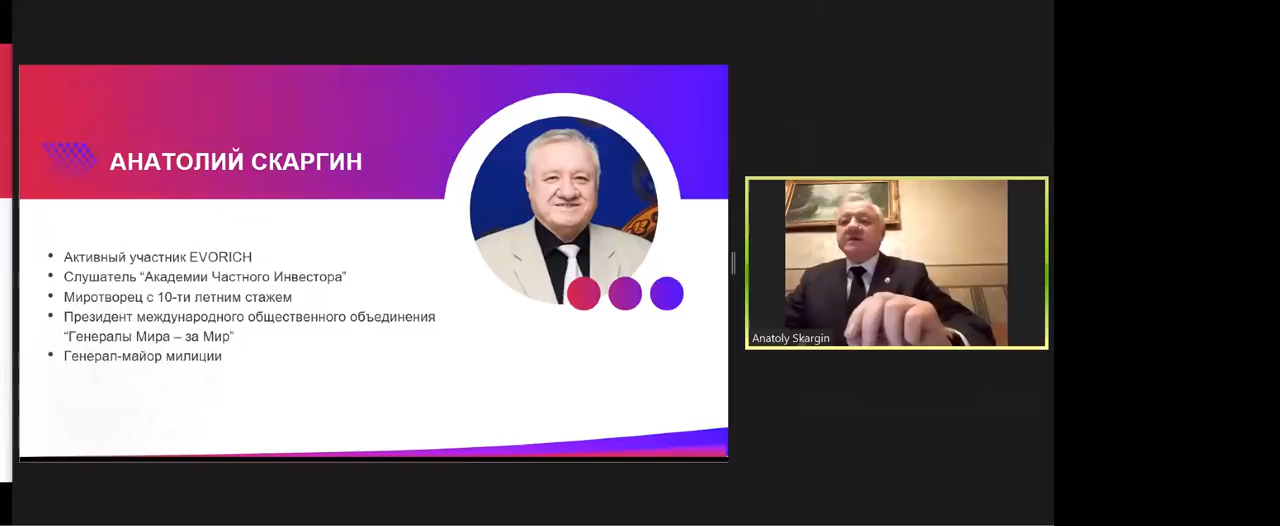 АНАТОЛИЙ СКАРГИН
• Активный участник EVORICH
• Слушатель “Академии Частного Инвестора”
• Миротворец с 10-ти летним стажем
• Президент международного общественного объединения
“Генералы Мира – за Мир”
• Генерал-майор милиции
Anatoly Skargin